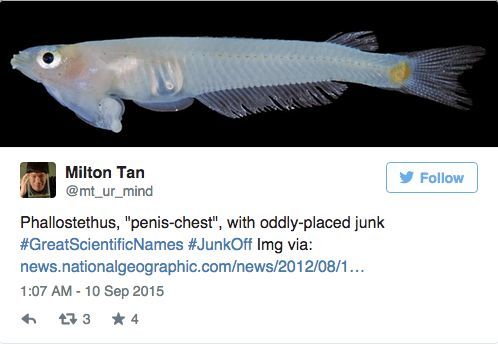 Milton Tan
@mt_ur_mind
Follow
Phallostethus, "penis-chest", with oddly-placed junk
#GreatScientificNames #JunkOff Img via:
news.nationalgeographic.com/news/2012/08/1…
1:07 AM - 10 Sep 2015
3 4